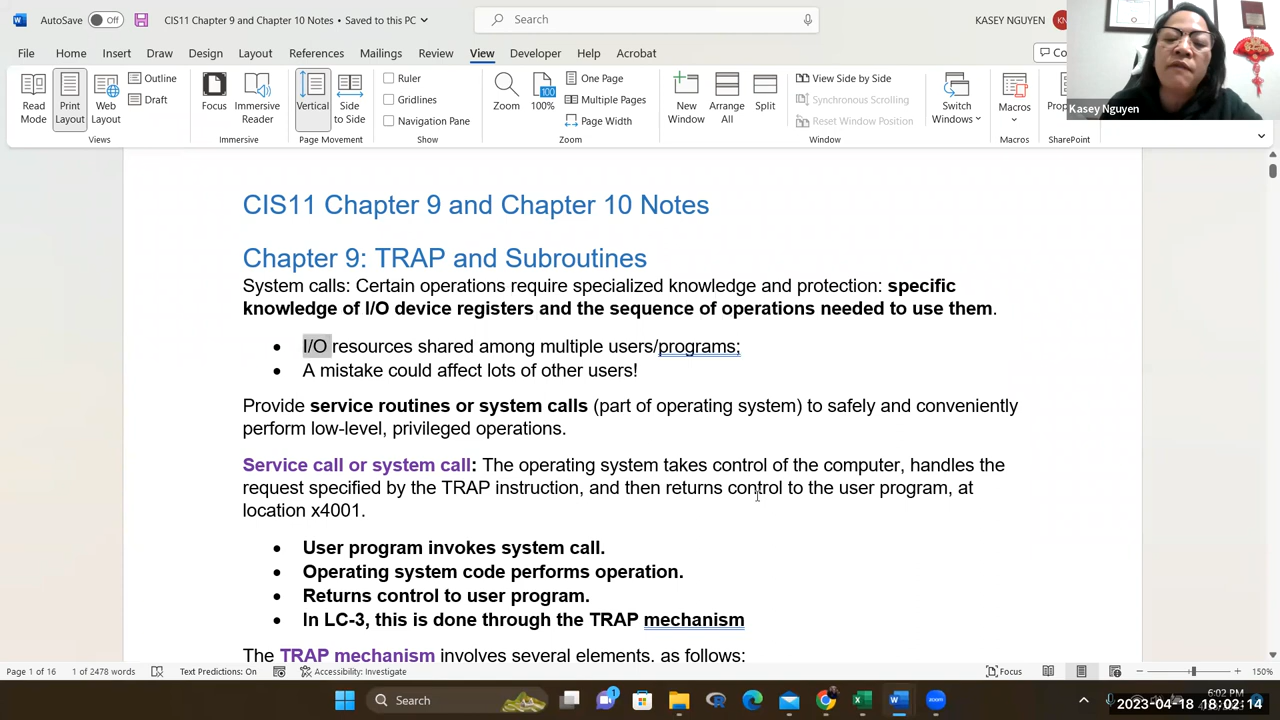 AutoSave Off CIS11 Chapter 9 and Chapter 10 Notes • Saved to this PC Search KASEY NGUYEN KN
File Home Insert Draw Design Layout References Mailings Review View Developer Help Acrobat Co
Read Mode Print Layout Web Layout Outline Draft Focus Immersive Reader Vertical Side to Side Ruler Gridlines Navigation Pane Zoom 100% One Page Multiple Pages Page Width New Window Arrange All Split View Side by Side Synchronous Scrolling Reset Window Position Switch Windows Macros Prop
Kasey Nguyen
Views Immersive Page Movement Show Zoom Window Macros SharePoint
CIS11 Chapter 9 and Chapter 10 Notes
Chapter 9: TRAP and Subroutines
System calls: Certain operations require specialized knowledge and protection: specific
knowledge of I/O device registers and the sequence of operations needed to use them.
• I/O resources shared among multiple users/programs;
• A mistake could affect lots of other users!
Provide service routines or system calls (part of operating system) to safely and conveniently
perform low-level, privileged operations.
Service call or system call: The operating system takes control of the computer, handles the
request specified by the TRAP instruction, and then returns control to the user program, at
location x4001.
• User program invokes system call.
• Operating system code performs operation.
• Returns control to user program.
• In LC-3, this is done through the TRAP mechanism
The TRAP mechanism involves several elements, as follows:
Page 1 of 16 1 of 2478 words Text Predictions: On Accessibility: Investigate Focus 150%
Search 6:02 PM
2023-04-18 18:02:14